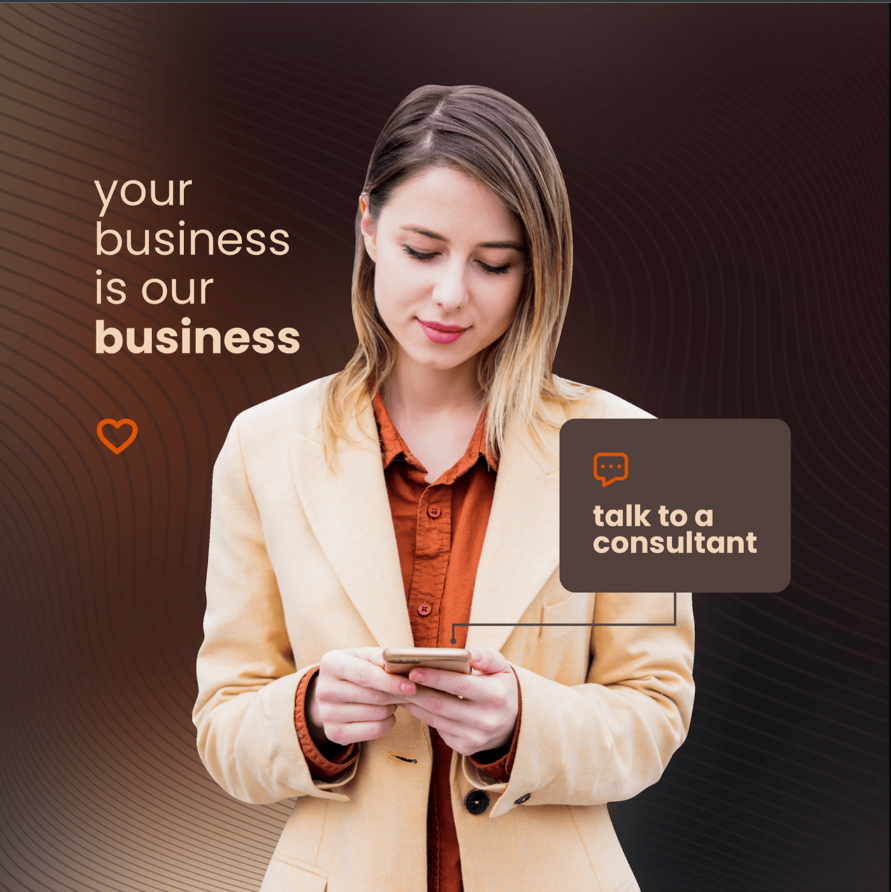 your
business
is our
business
talk to a
consultant